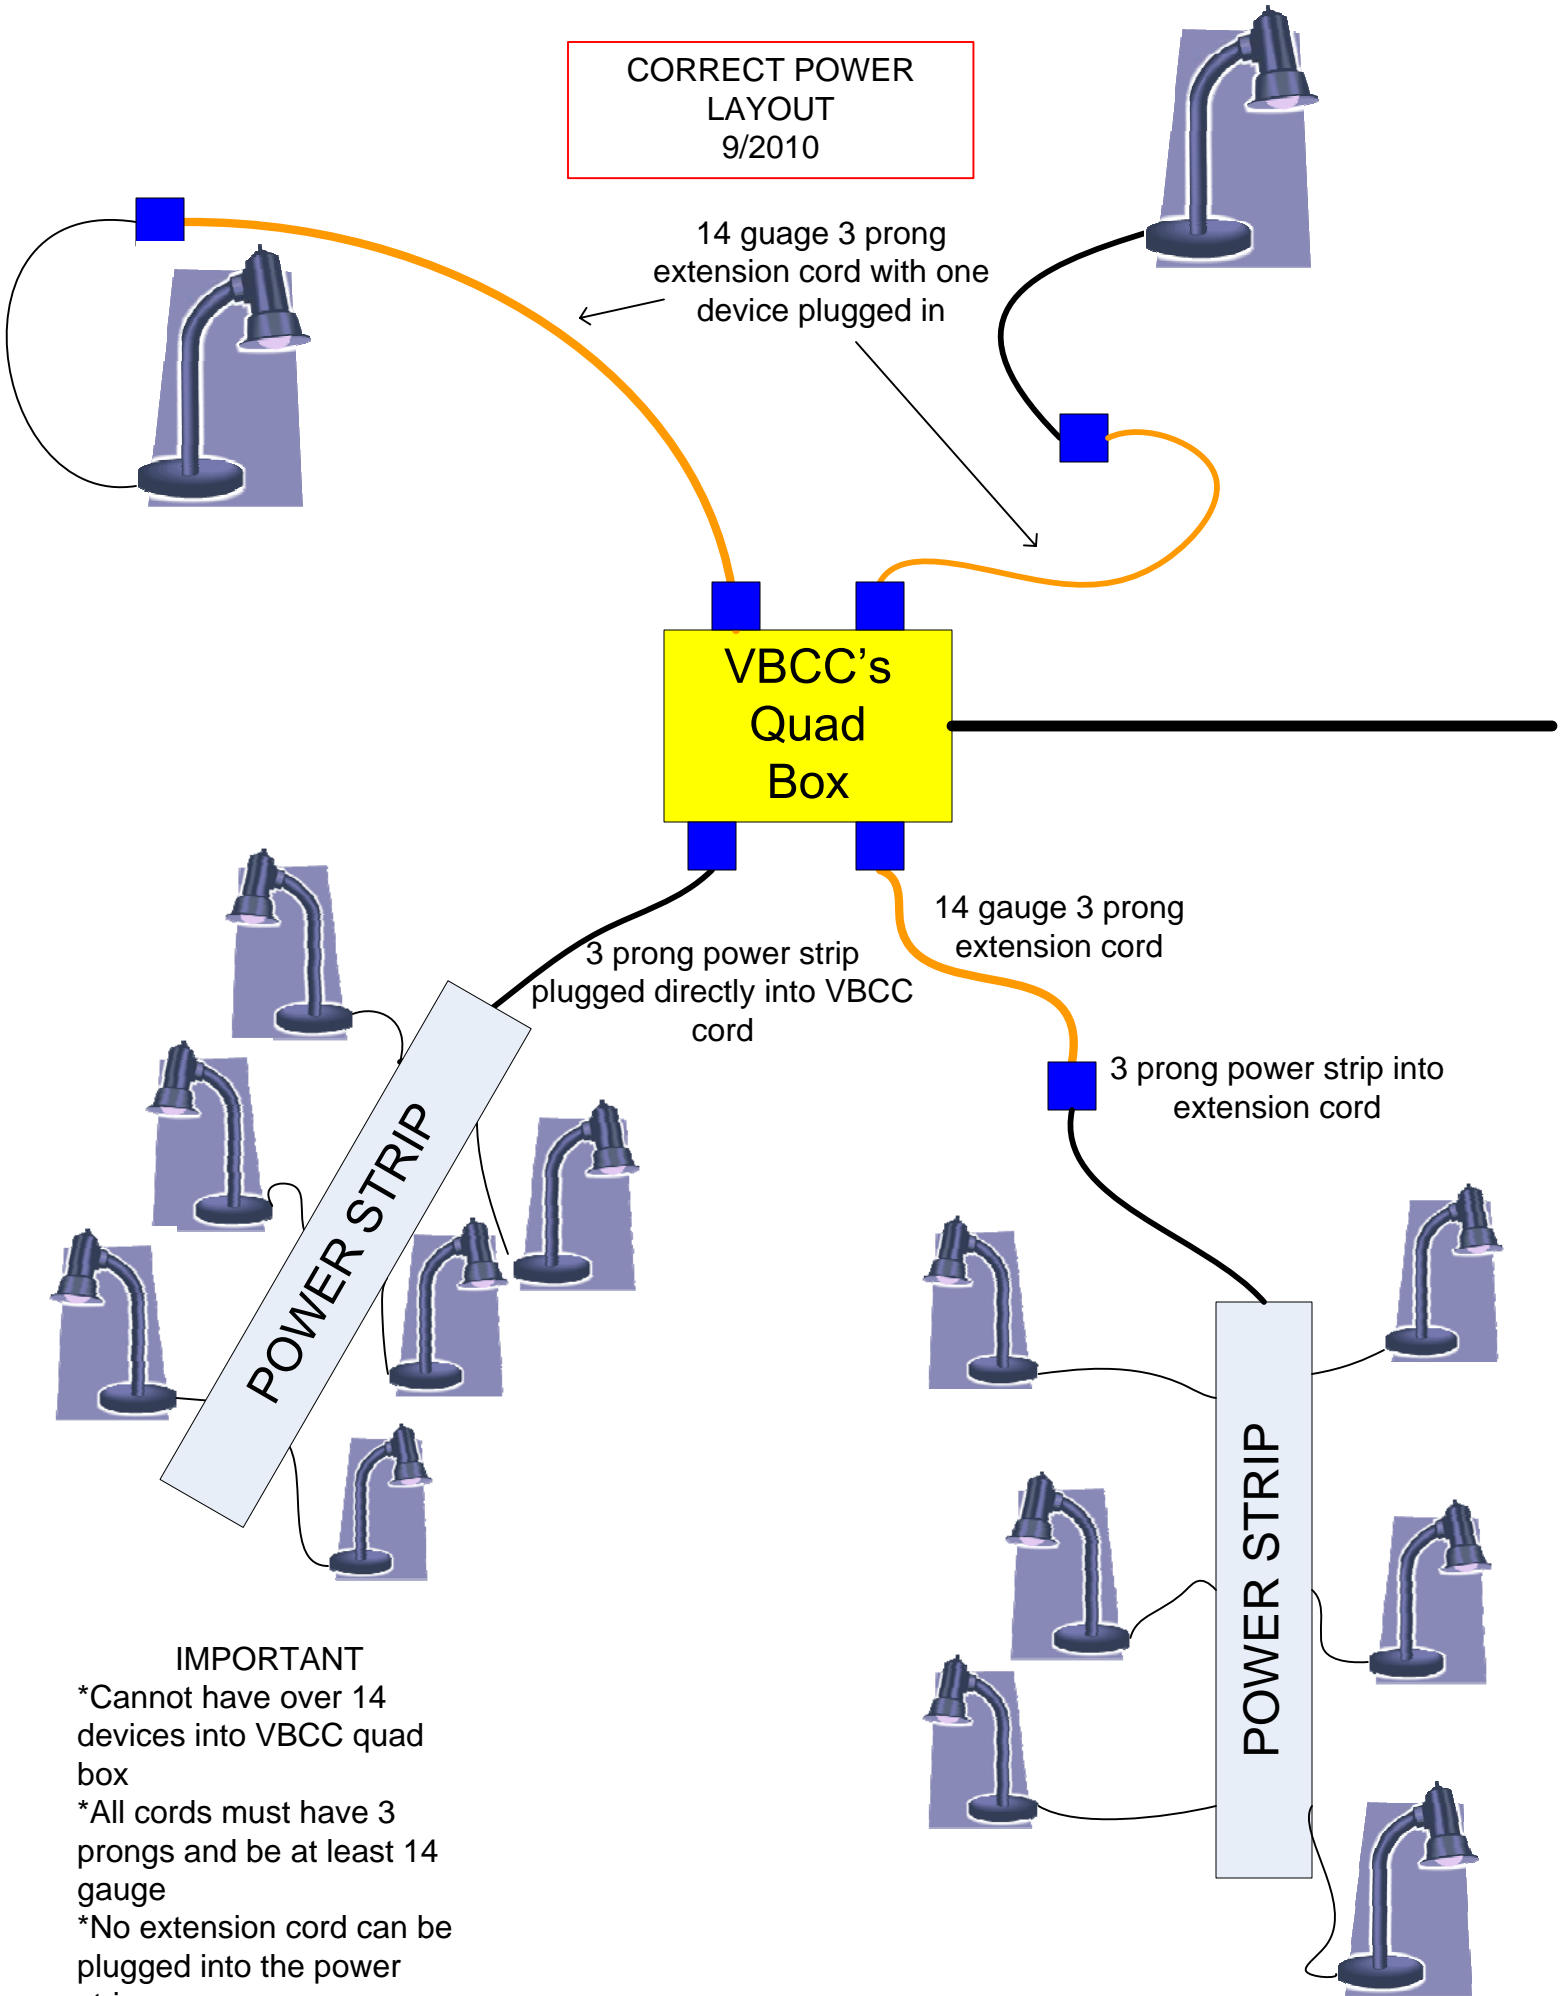 CORRECT POWER
LAYOUT
9/2010
14 guage 3 prong
extension cord with one
device plugged in
VBCC’s
Quad
Box
3 prong power strip
plugged directly into VBCC
cord
14 gauge 3 prong
extension cord
3 prong power strip into
extension cord
POWER STRIP
POWER STRIP
IMPORTANT
*Cannot have over 14
devices into VBCC quad
box
*All cords must have 3
prongs and be at least 14
gauge
*No extension cord can be
plugged into the power